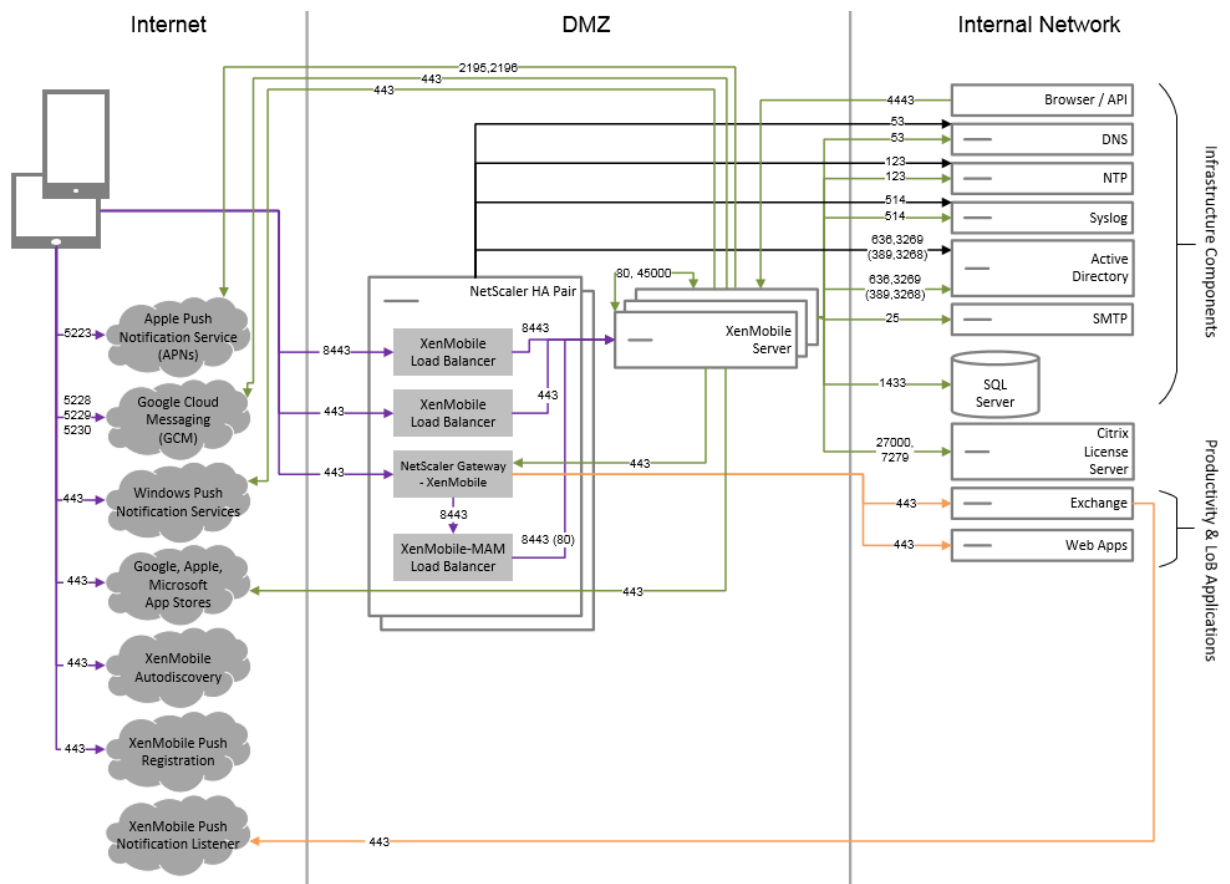 Internet
DMZ
Internal Network
2195,2196
443
443
4443
Browser / API
53
53
DNS
123
123
NTP
514
514
Syslog
636,3269
(389,3268)
636,3269
(389,3268)
Active
Directory
25
SMTP
1433
SQL
Server
27000,
7279
Citrix
License
Server
443
Exchange
443
Web Apps
Infrastructure Components
Productivity & LoB Applications
80, 45000
XenMobile
Server
NetScaler HA Pair
8443
XenMobile
Load Balancer
8443
443
XenMobile
Load Balancer
443
443
NetScaler Gateway
- XenMobile
443
8443
XenMobile-MAM
Load Balancer
8443 (80)
443
5223
Apple Push
Notification Service
(APNs)
5228
5229
5230
Google Cloud
Messaging
(GCM)
443
Windows Push
Notification Services
443
Google, Apple,
Microsoft
App Stores
443
XenMobile
Autodiscovery
443
XenMobile Push
Registration
XenMobile Push
Notification Listener
443